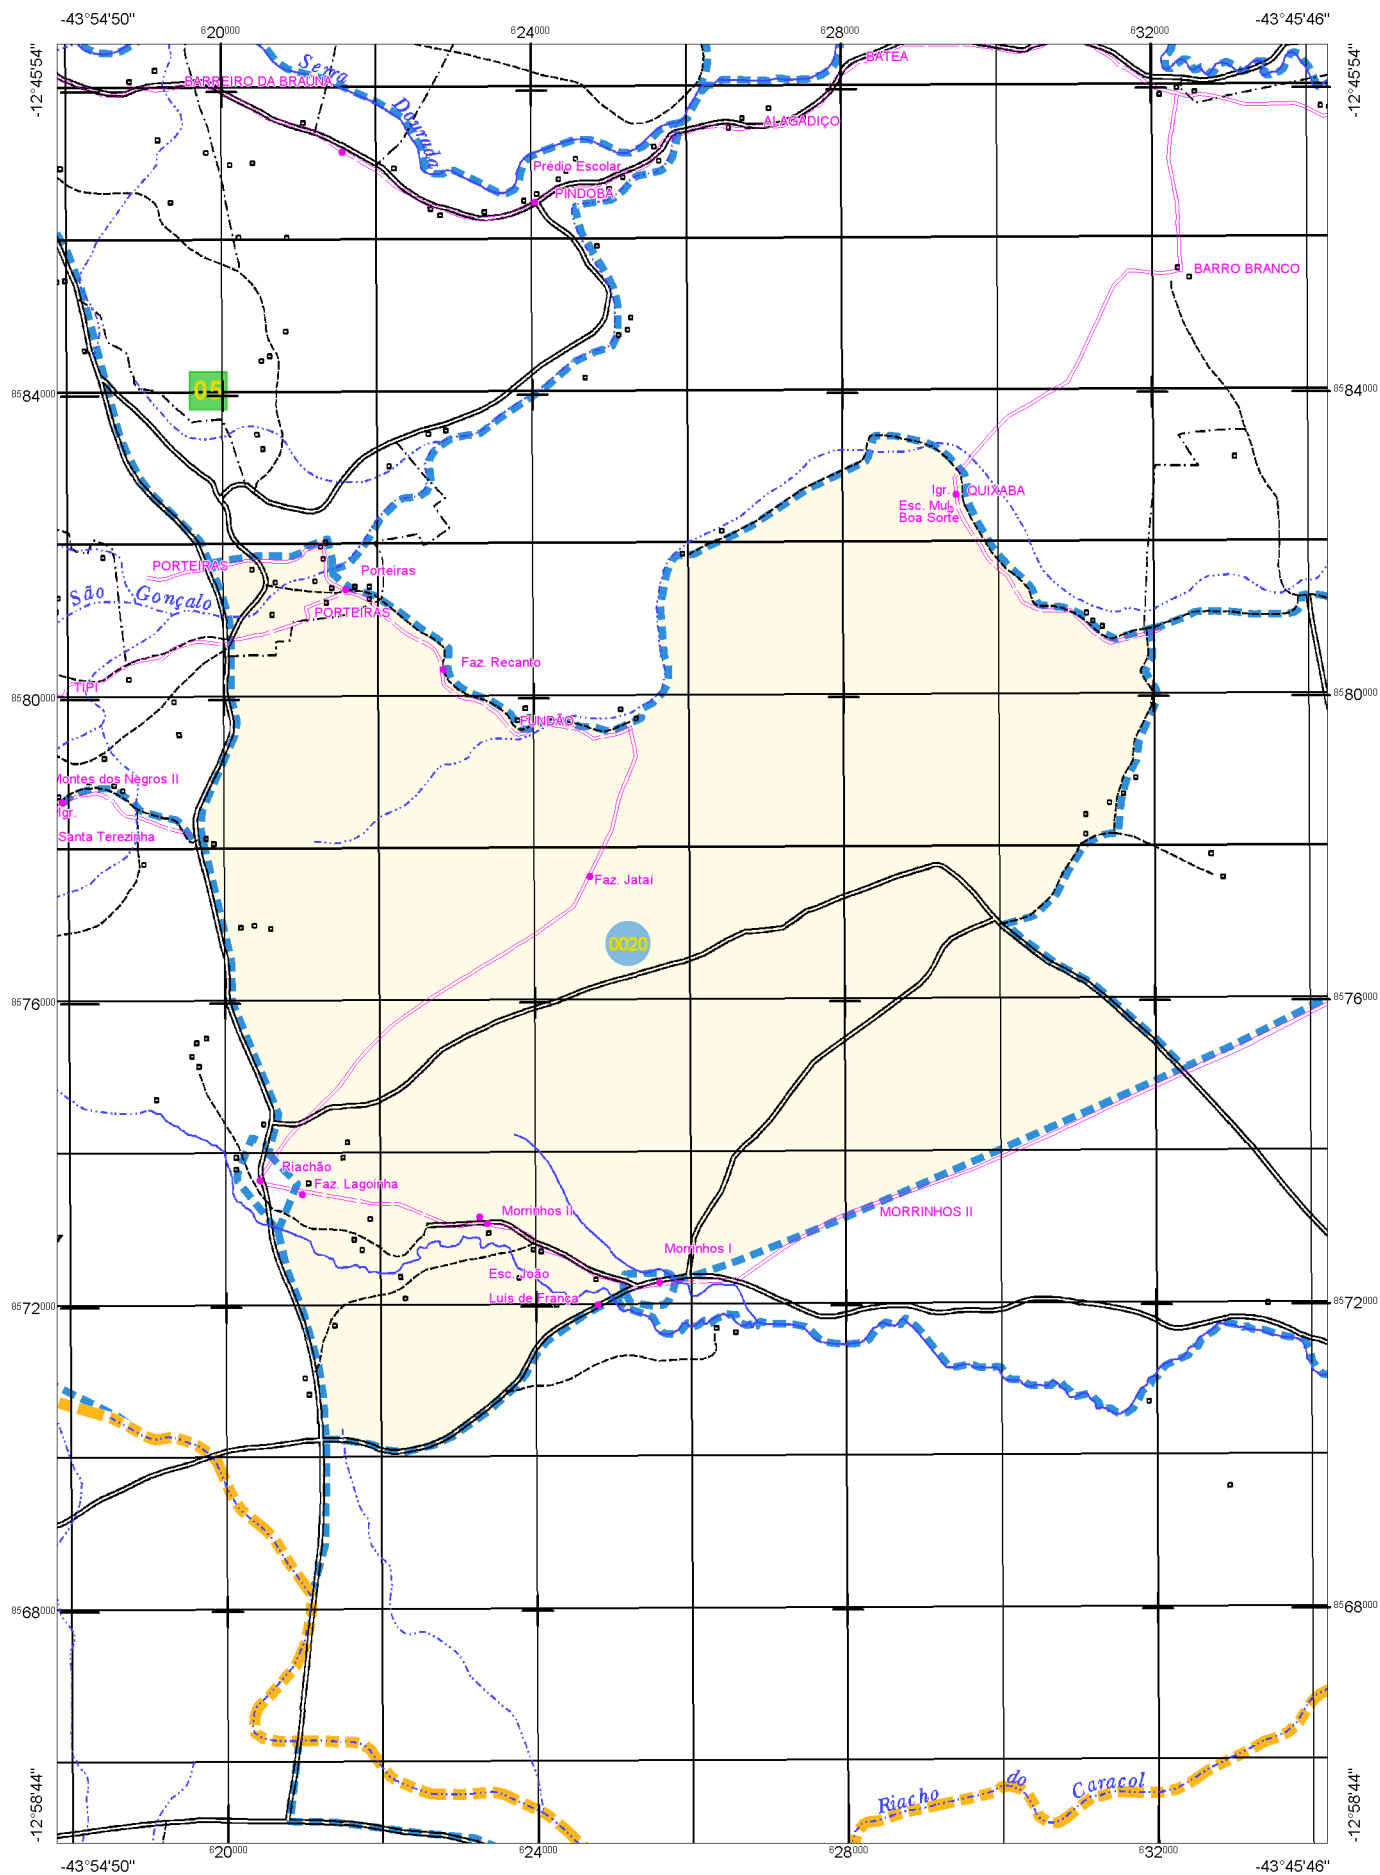 -43°54'50"
-43°45'46"
620000
624000
628000
632000
-12°45'54"
-12°45'54"
BATEA
Serra
Dourada
BARREIRO DA BRAÚNA
ALAGADIÇO
Prédio Escolar
PINDOBA
BARRO BRANCO
05
8584000
8584000
Igr.
QUIXABA
Esc. Mul.
Boa Sorte
PORTEIRAS
Porteiras
São Gonçalo
PORTEIRAS
Faz. Recanto
TIPI
8580000
8580000
FUNDÃO
Montes dos Negros II
Igr.
Santa Terezinha
Faz. Jataí
0020
8576000
8576000
Riachão
Faz. Lagoinha
Morrinhos II
MORRINHOS II
Morrinhos I
Esc. João
Luis de França
8572000
8572000
8568000
8568000
Riacho do Caracol
-12°58'44"
-12°58'44"
620000
624000
628000
632000
-43°54'50"
-43°45'46"